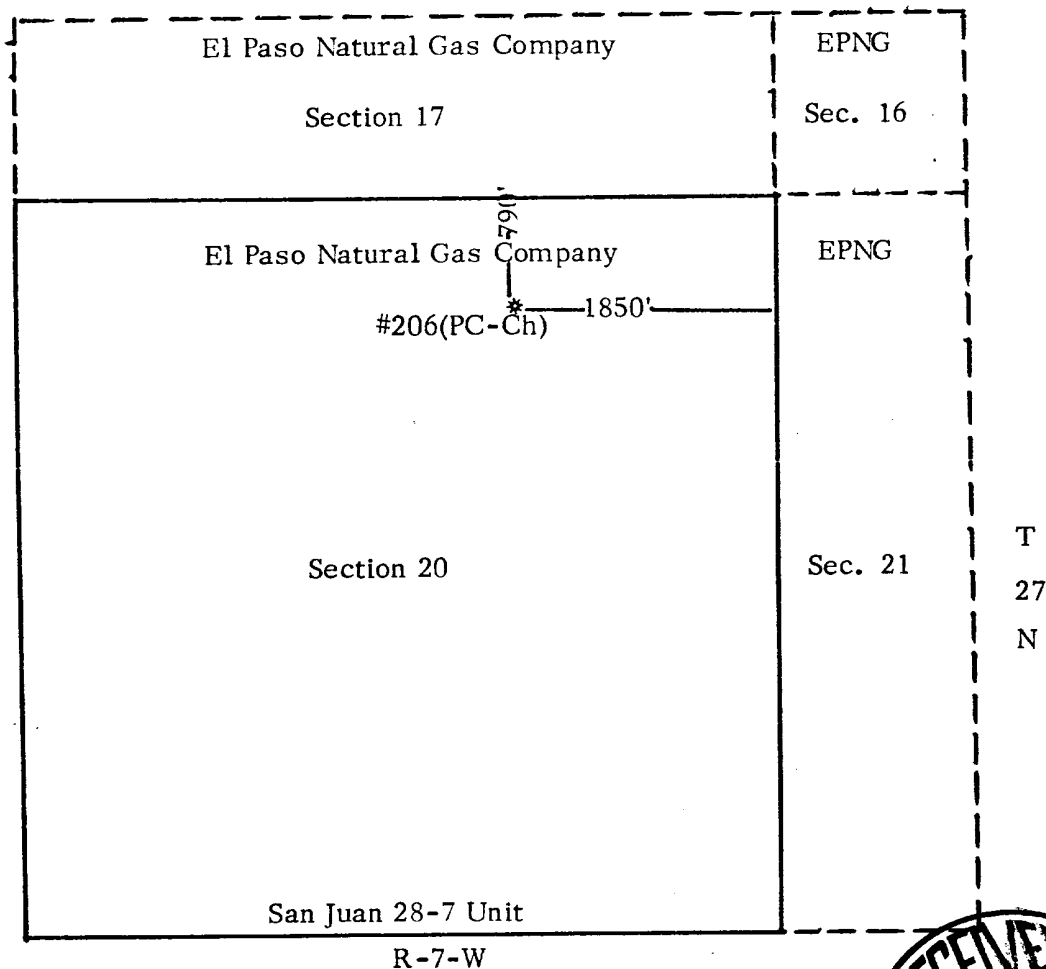 El Paso Natural Gas Company EPNG
Section 17 Sec. 16
790'
El Paso Natural Gas Company EPNG
1850'
#206(PC-Ch)
Section 20 Sec. 21
T
27
N
San Juan 28-7 Unit
R-7-W